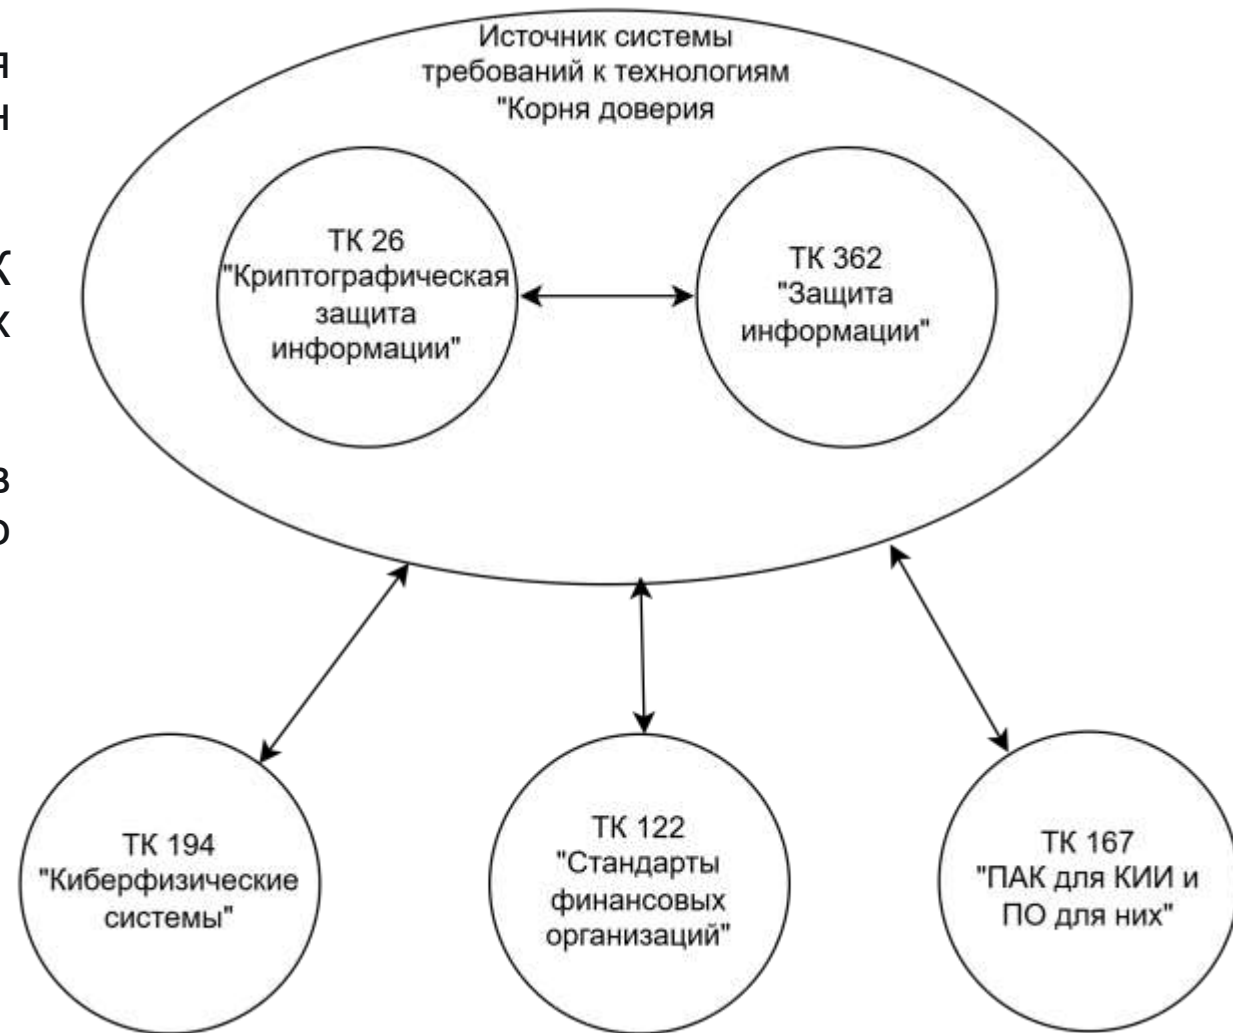 я
н
К
х
в
о
Источник системы
требований к технологиям
"Корня доверия
ТК 26
"Криптографическая
защита
информации"
ТК 362
"Защита
информации"
ТК 194
"Киберфизические
системы"
ТК 122
"Стандарты
финансовых
организаций"
ТК 167
"ПАК для КИИ и
ПО для них"